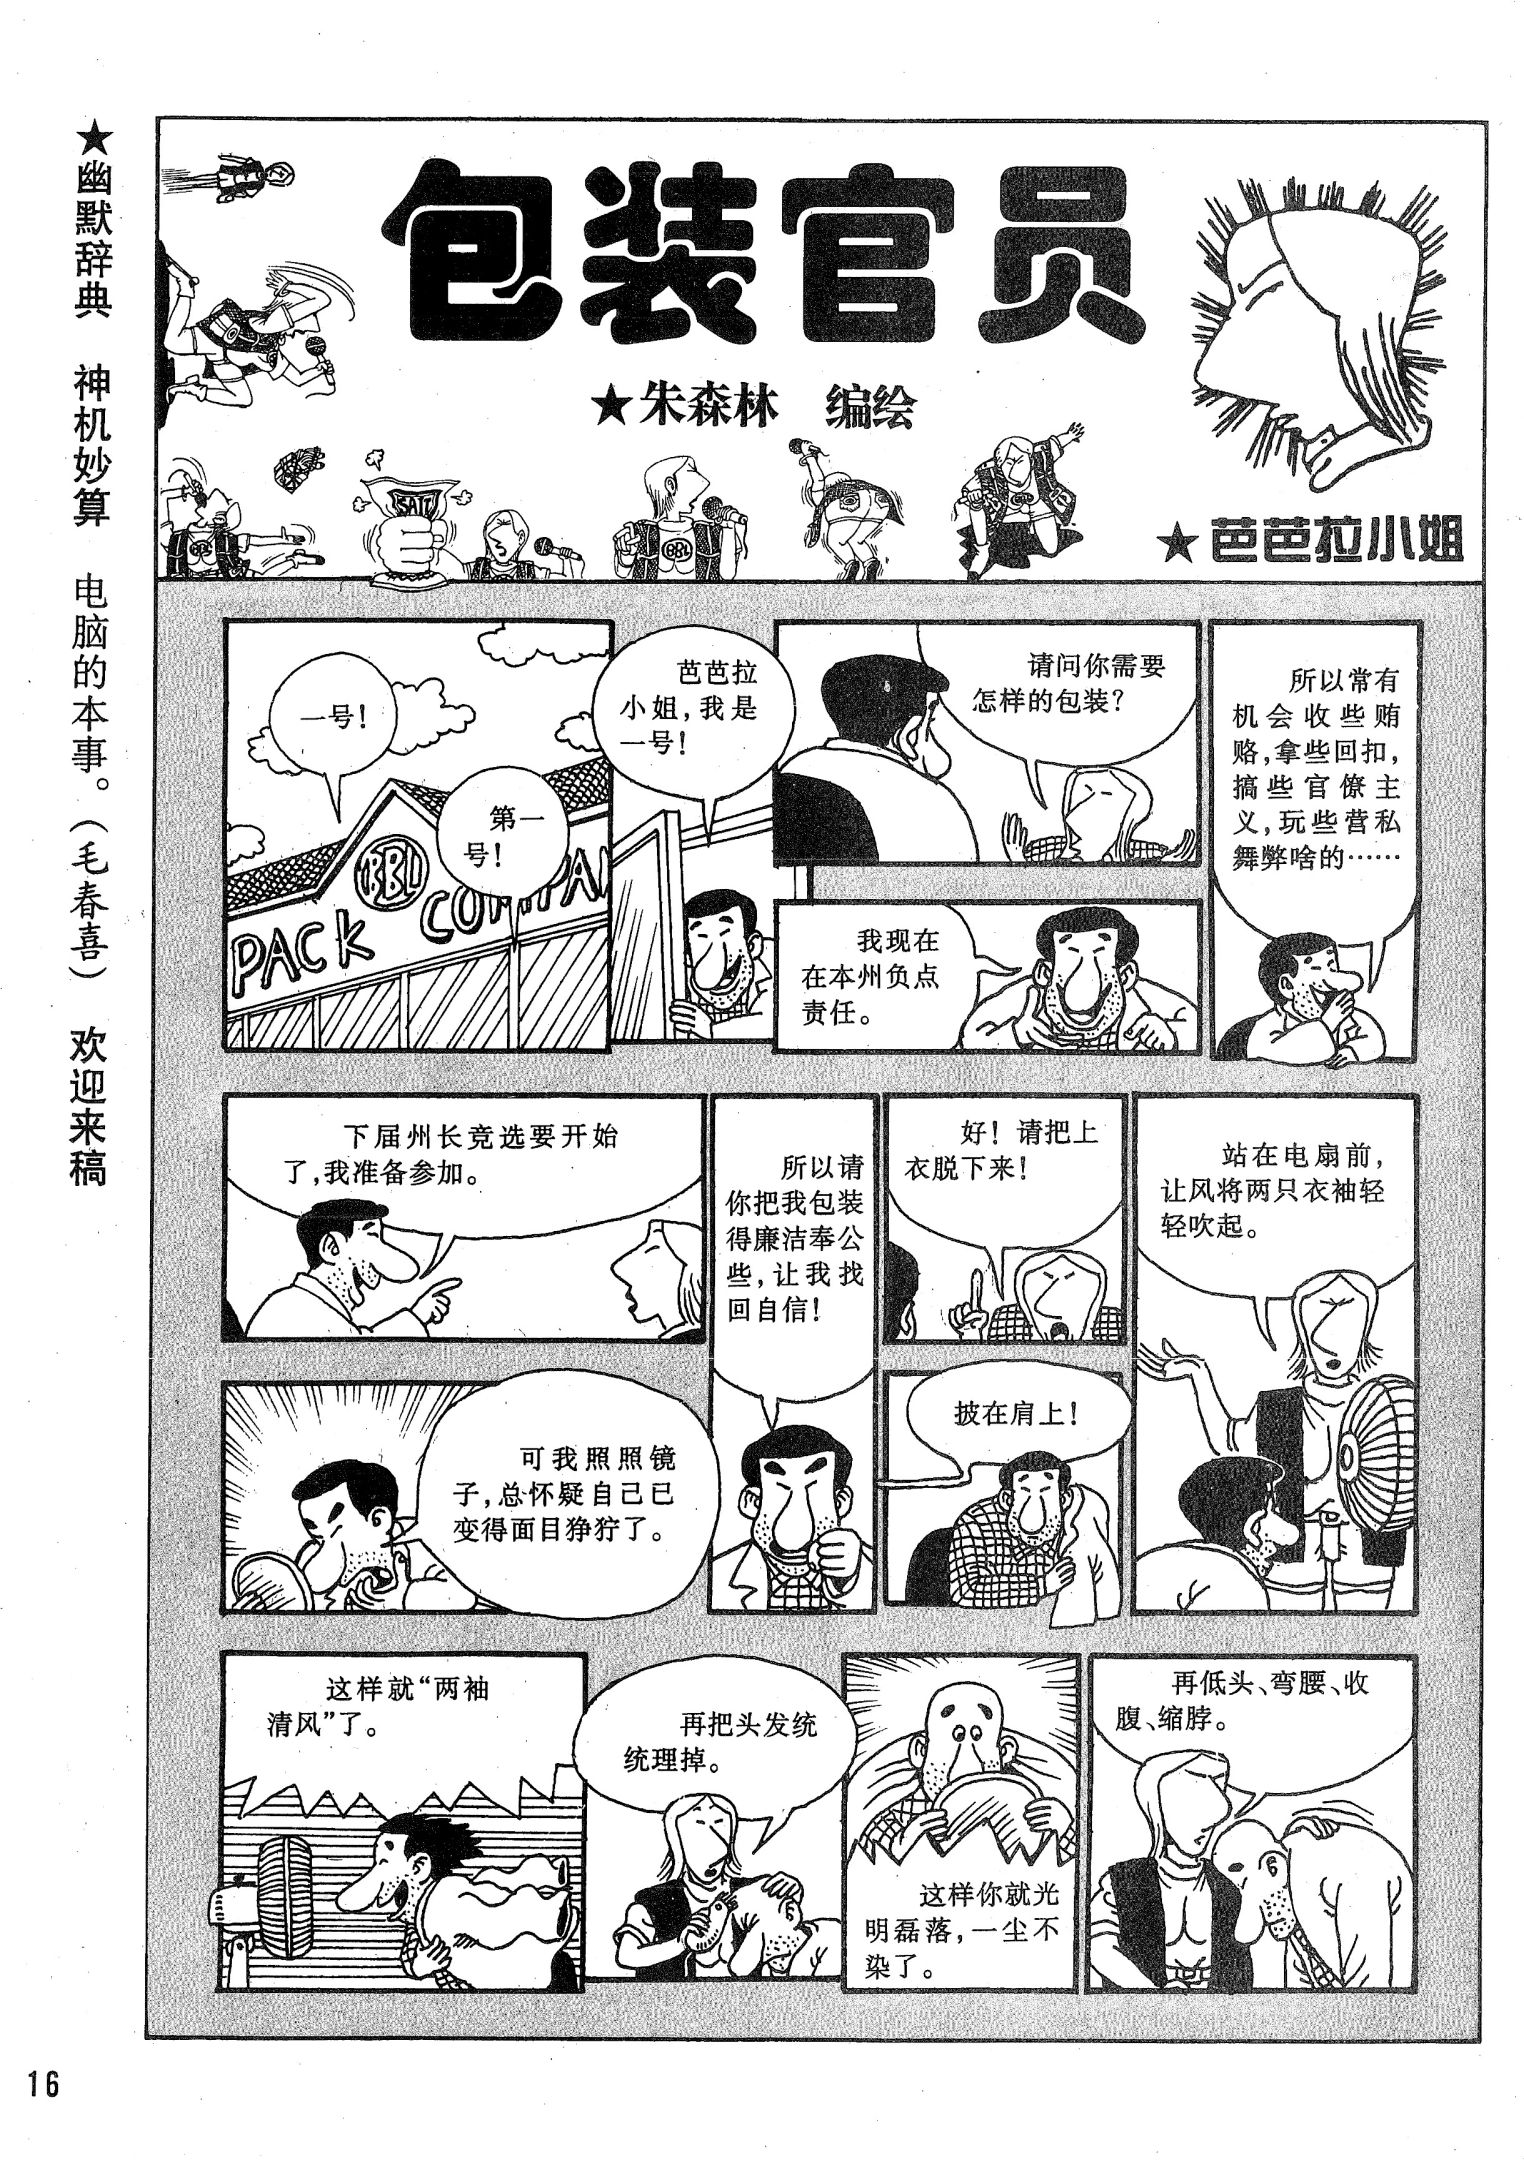 ★幽默辞典 神机妙算 电脑的本事。(毛春喜) 欢迎来稿
包装官员
★朱森林 编绘
SALT
BBL
★芭芭拉小姐
一号!
第一
号!
BBL
PACK COMPAN
芭芭拉
小姐,我是
一号!
请问你需要
怎样的包装?
我现在
在本州负点
责任。
所以常有
机会收些贿
赂,拿些回扣,
搞些官僚主
义,玩些营私
舞弊啥的……
下届州长竞选要开始
了,我准备参加。
可我照照镜
子,总怀疑自己已
变得面目狰狞了。
所以请
你把我包装
得廉洁奉公
些,让我找
回自信!
好!请把上
衣脱下来!
披在肩上!
站在电扇前,
让风将两只衣袖轻
轻吹起。
这样就“两袖
清风”了。
再把头发统
统理掉。
这样你就光
明磊落,一尘不
染了。
再低头、弯腰、收
腹、缩脖。
16